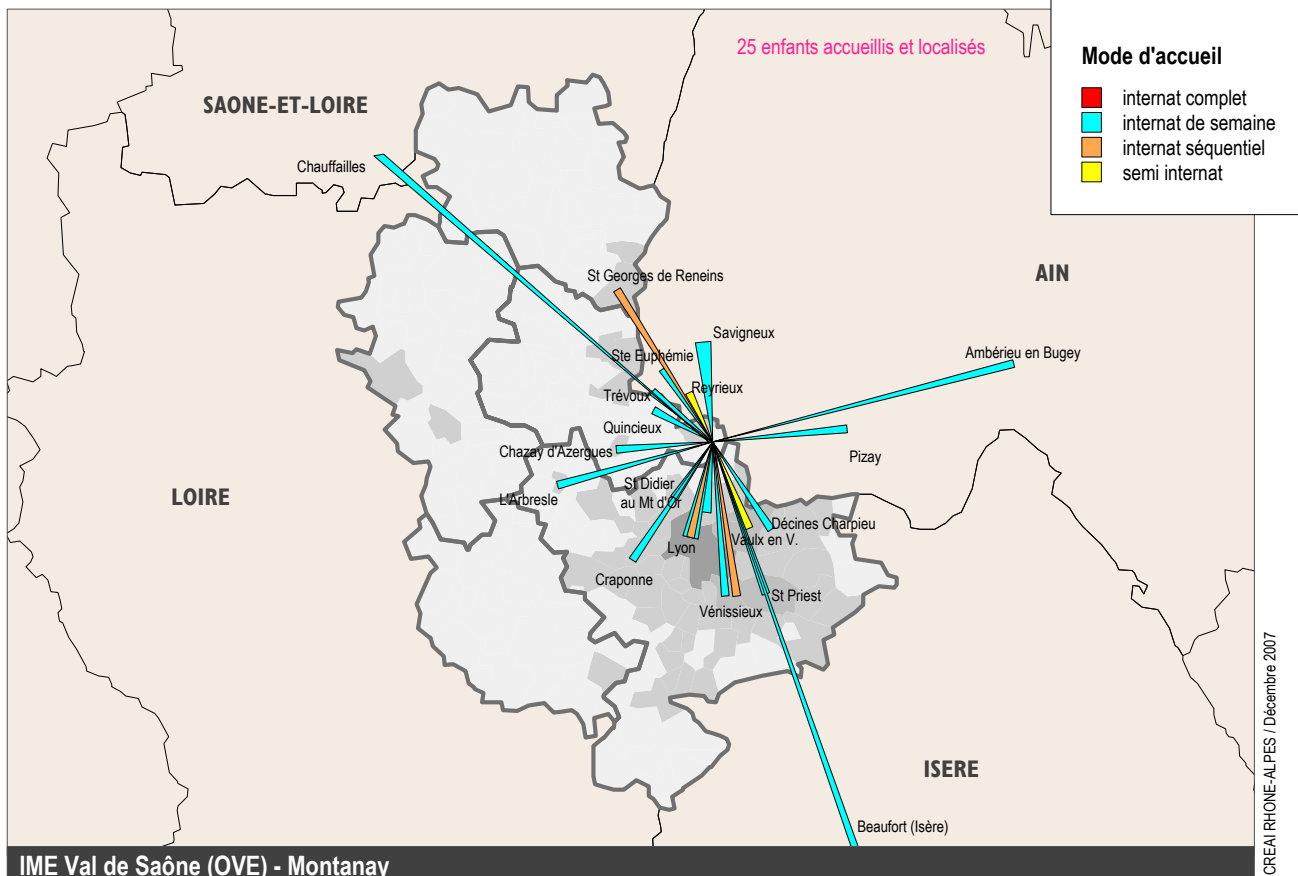 25 enfants accueillis et localisés
Mode d'accueil
internat complet
internat de semaine
internat séquentiel
semi internat
SAONE-ET-LOIRE
Chauffailles
AIN
St Georges de Reneins
Savigneux
Ste Euphémie
Ambérieu en Bugey
Reyrieux
Trévoux
Quincieux
Chazay d'Azergues
Pizay
LOIRE
L'Arbresle
St Didier
au Mt d'Or
Décines Charpieu
Vaulx en V.
Lyon
Craponne
St Priest
Vénissieux
ISERE
Beaufort (Isère)
CREAI RHONE-ALPES / Décembre 2007
IME Val de Saône (OVE) - Montanay